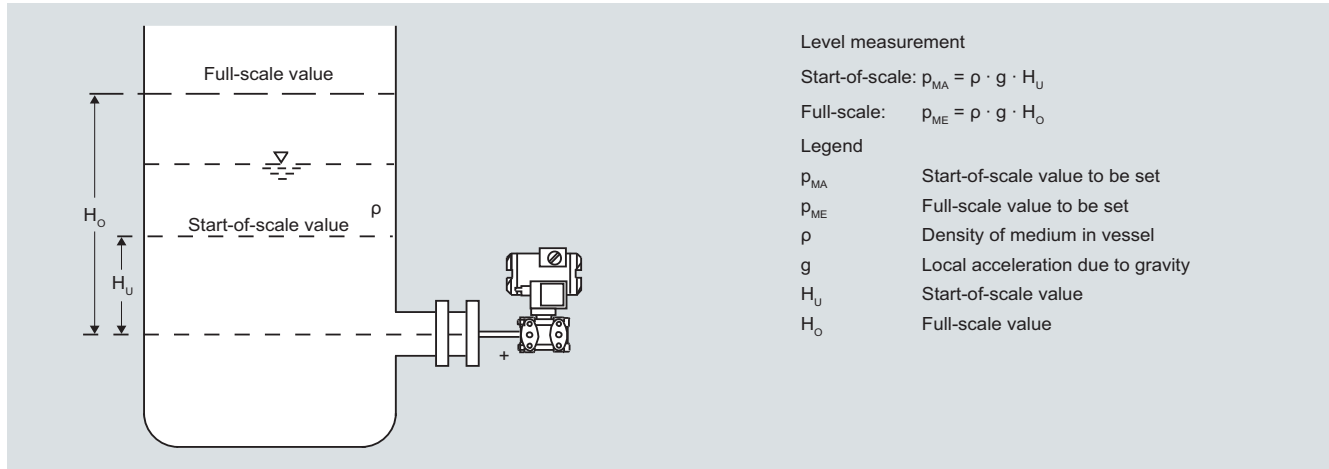 Full-scale value
Start-of-scale value
ρ
H_O
H_U
+
Level measurement
Start-of-scale: p_MA = ρ · g · H_U
Full-scale: p_ME = ρ · g · H_O
Legend
p_MA Start-of-scale value to be set
p_ME Full-scale value to be set
ρ Density of medium in vessel
g Local acceleration due to gravity
H_U Start-of-scale value
H_O Full-scale value